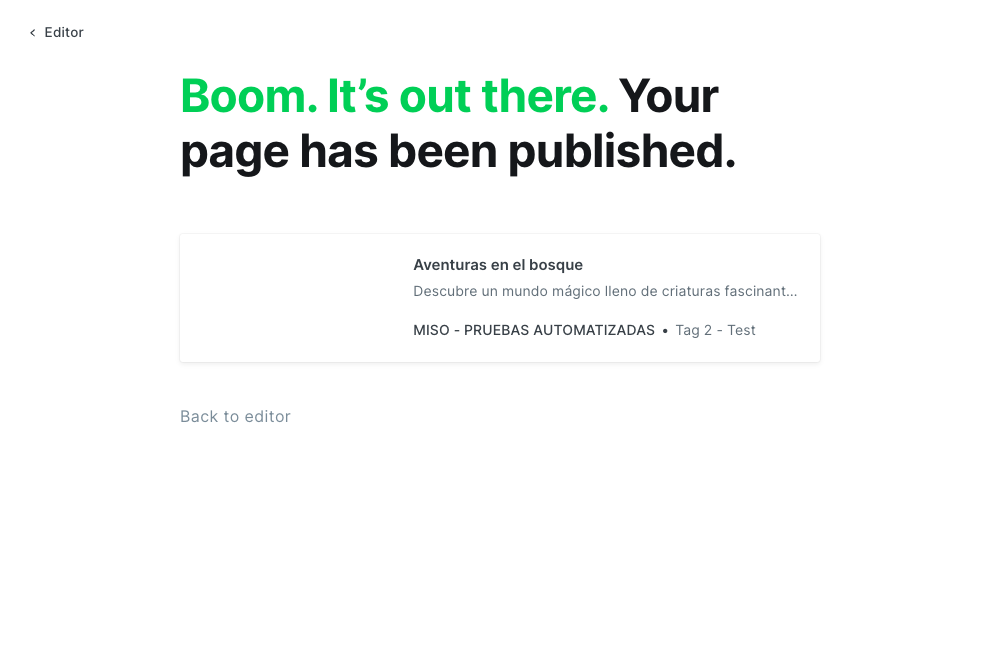 Editor
Boom. It’s out there. Your
page has been published.
Aventuras en el bosque
Descubre un mundo mágico lleno de criaturas fascinant...
MISO - PRUEBAS AUTOMATIZADAS • Tag 2 - Test
Back to editor